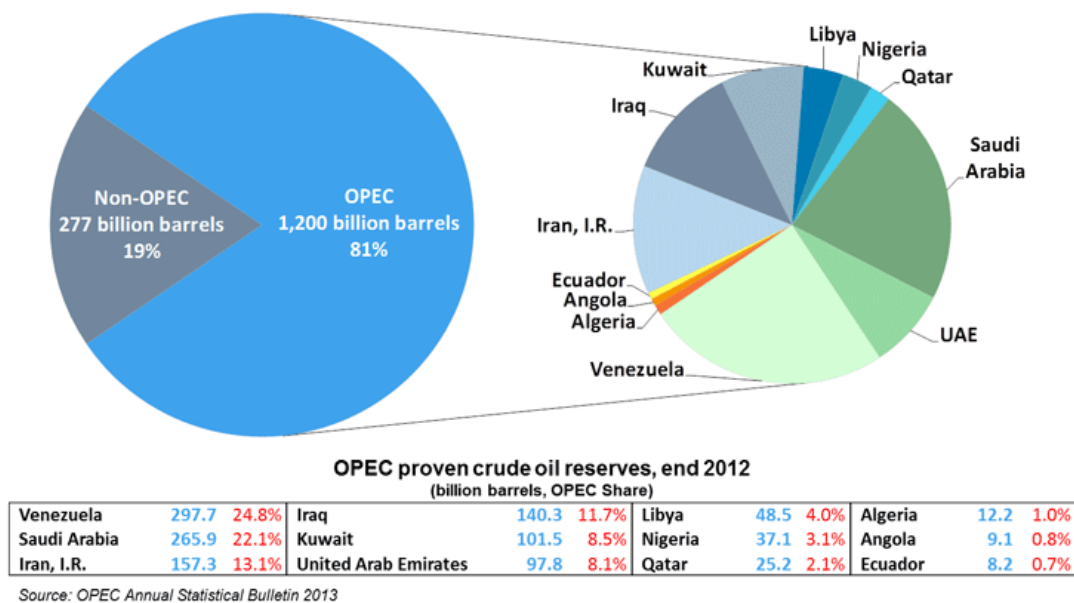 Non-OPEC
277 billion barrels
19%
OPEC
1,200 billion barrels
81%
Libya
Nigeria
Qatar
Kuwait
Iraq
Saudi
Arabia
Iran, I.R.
Ecuador
Angola
Algeria
UAE
Venezuela
OPEC proven crude oil reserves, end 2012
(billion barrels, OPEC Share)
Venezuela 297.7 24.8% Iraq 140.3 11.7% Libya 48.5 4.0% Algeria 12.2 1.0%
Saudi Arabia 265.9 22.1% Kuwait 101.5 8.5% Nigeria 37.1 3.1% Angola 9.1 0.8%
Iran, I.R. 157.3 13.1% United Arab Emirates 97.8 8.1% Qatar 25.2 2.1% Ecuador 8.2 0.7%
Source: OPEC Annual Statistical Bulletin 2013